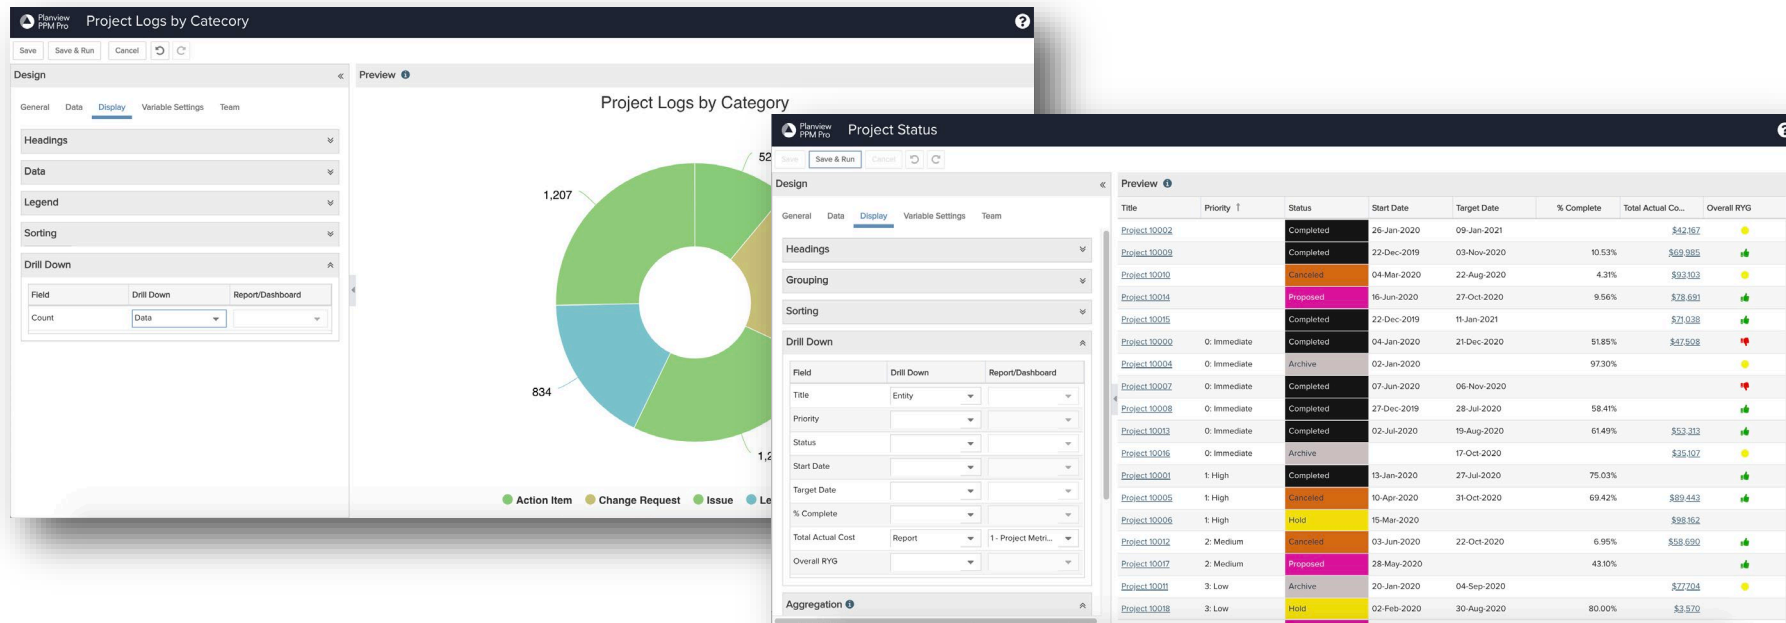 Planview PPM Pro Project Logs by Catecory
Save Save & Run Cancel
Design
Preview
General Data Display Variable Settings Team
Headings
Data
Legend
Sorting
Drill Down
Field Drill Down Report/Dashboard
Count Data
Project Logs by Category
52
1,207
834
1,2
Action Item Change Request Issue Le
Planview PPM Pro Project Status
Save Save & Run Cancel
Design
General Data Display Variable Settings Team
Headings
Grouping
Sorting
Drill Down
Field Drill Down Report/Dashboard
Title Entity
Priority
Status
Start Date
Target Date
% Complete
Total Actual Cost Report 1 - Project Metri...
Overall RYG
Aggregation
Preview
Title Priority ↑ Status Start Date Target Date % Complete Total Actual Co... Overall RYG
Project 10002 Completed 26-Jan-2020 09-Jan-2021 $42,167
Project 10009 Completed 22-Dec-2019 03-Nov-2020 10.53% $69,985
Project 10010 Canceled 04-Mar-2020 22-Aug-2020 4.31% $93,103
Project 10014 Proposed 16-Jun-2020 27-Oct-2020 9.56% $78,691
Project 10015 Completed 22-Dec-2019 11-Jan-2021 $71,038
Project 10000 0: Immediate Completed 04-Jan-2020 21-Dec-2020 51.85% $47,508
Project 10004 0: Immediate Archive 02-Jan-2020 97.30%
Project 10007 0: Immediate Completed 07-Jun-2020 06-Nov-2020
Project 10008 0: Immediate Completed 27-Dec-2019 28-Jul-2020 58.41%
Project 10013 0: Immediate Completed 02-Jul-2020 19-Aug-2020 61.49% $53,313
Project 10016 0: Immediate Archive 17-Oct-2020 $35,107
Project 10001 1: High Completed 13-Jan-2020 27-Jul-2020 75.03%
Project 10005 1: High Canceled 10-Apr-2020 31-Oct-2020 69.42% $89,443
Project 10006 1: High Hold 15-Mar-2020 $98,162
Project 10012 2: Medium Canceled 03-Jun-2020 22-Oct-2020 6.95% $58,690
Project 10017 2: Medium Proposed 28-May-2020 43.10%
Project 10011 3: Low Archive 20-Jan-2020 04-Sep-2020 $77,704
Project 10018 3: Low Hold 02-Feb-2020 30-Aug-2020 80.00% $3,570